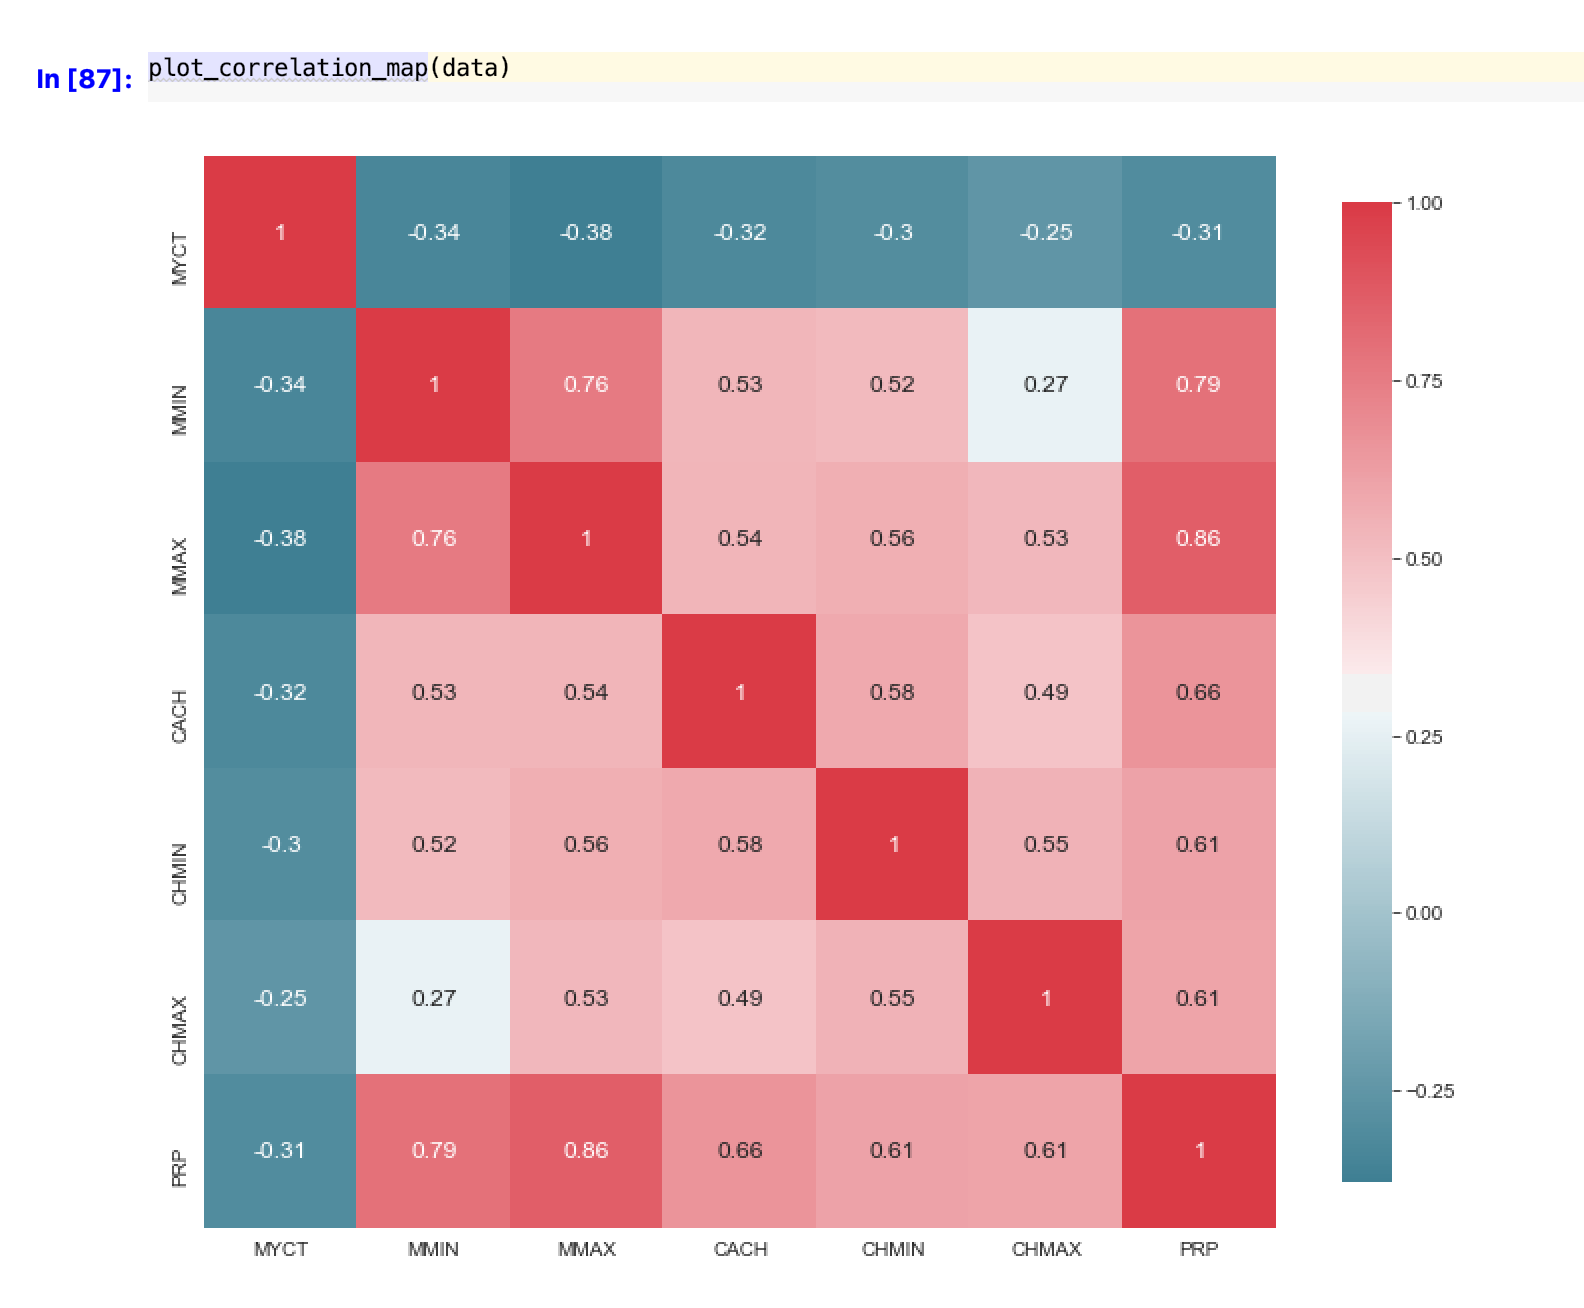 In [87]: plot_correlation_map(data)
MYCT 1 -0.34 -0.38 -0.32 -0.3 -0.25 -0.31
MMIN -0.34 1 0.76 0.53 0.52 0.27 0.79
MMAX -0.38 0.76 1 0.54 0.56 0.53 0.86
CACH -0.32 0.53 0.54 1 0.58 0.49 0.66
CHMIN -0.3 0.52 0.56 0.58 1 0.55 0.61
CHMAX -0.25 0.27 0.53 0.49 0.55 1 0.61
PRP -0.31 0.79 0.86 0.66 0.61 0.61 1
MYCT MMIN MMAX CACH CHMIN CHMAX PRP
1.00
0.75
0.50
0.25
0.00
−0.25